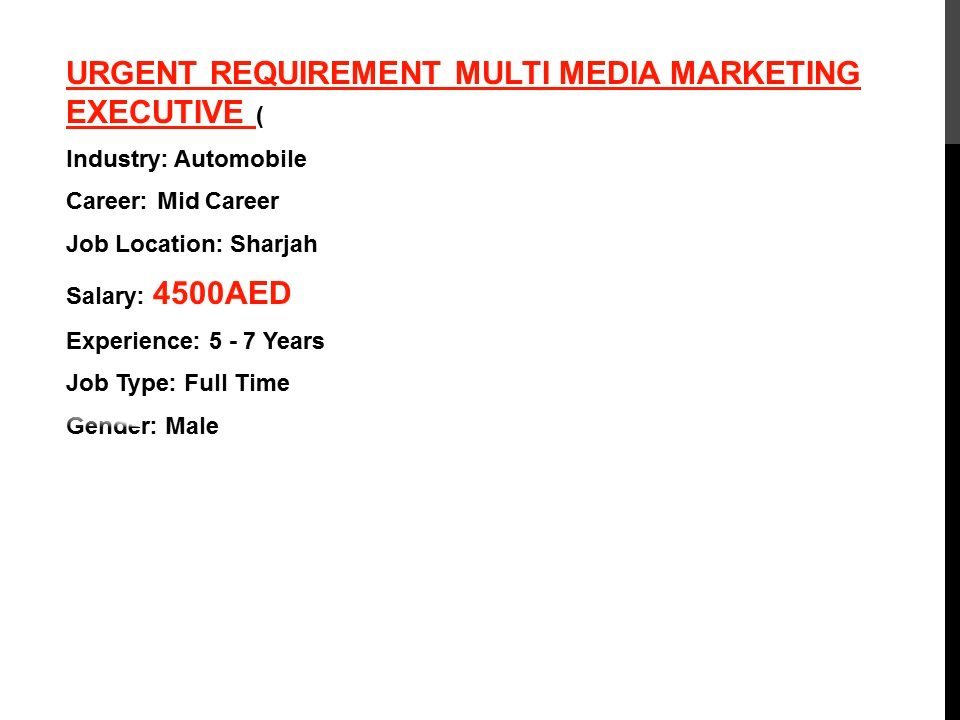 URGENT REQUIREMENT MULTI MEDIA MARKETING
EXECUTIVE (
Industry: Automobile
Career: Mid Career
Job Location: Sharjah
Salary: 4500AED
Experience: 5 - 7 Years
Job Type: Full Time
Gender: Male